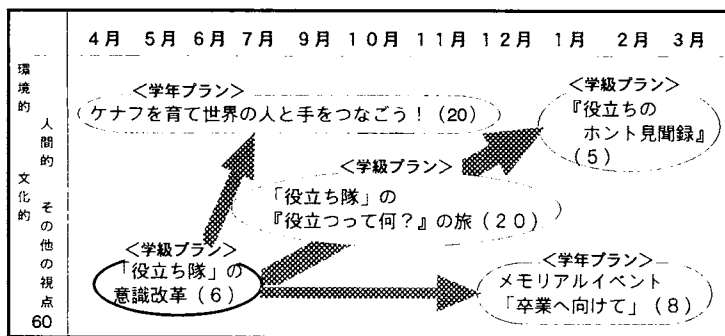 4月 5月 6月 7月 9月 10月 11月 12月 1月 2月 3月
環境的 人間的 文化的 その他の視点
60
<学年プラン>
ケナフを育て世界の人と手をつなごう!(20)
<学級プラン>
『役立ちの
ホント見聞録』
(5)
<学級プラン>
「役立ち隊」の
『役立つって何?』の旅(20)
<学級プラン>
「役立ち隊」の
意識改革(6)
<学年プラン>
メモリアルイベント
「卒業へ向けて」(8)